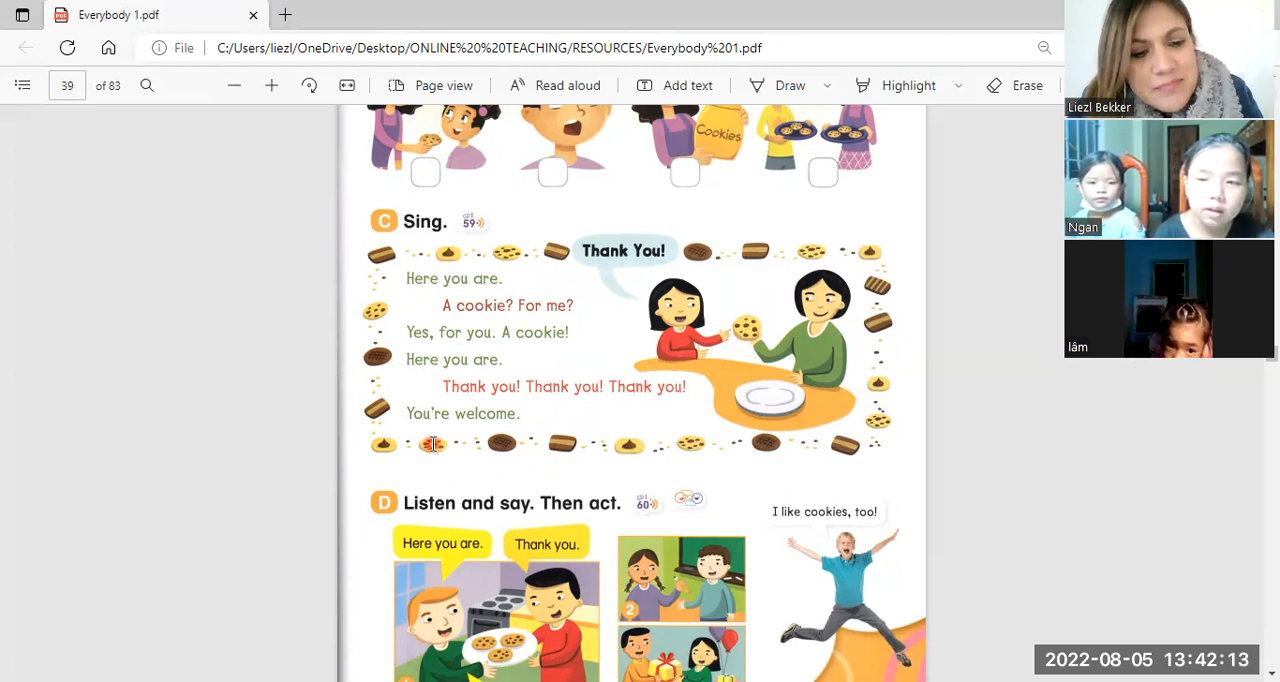 Everybody 1.pdf
File
C:/Users/liezl/OneDrive/Desktop/ONLINE%20%20TEACHING/RESOURCES/Everybody%201.pdf
39
of 83
Page view
Read aloud
Add text
Draw
Highlight
Erase
Liezl Bekker
Ngan
lâm
Cookies
C Sing.
CD1
59
Thank You!
Here you are.
A cookie? For me?
Yes, for you. A cookie!
Here you are.
Thank you! Thank you! Thank you!
You're welcome.
D Listen and say. Then act.
CD1
60
I like cookies, too!
Here you are.
Thank you.
2
2022-08-05 13:42:13